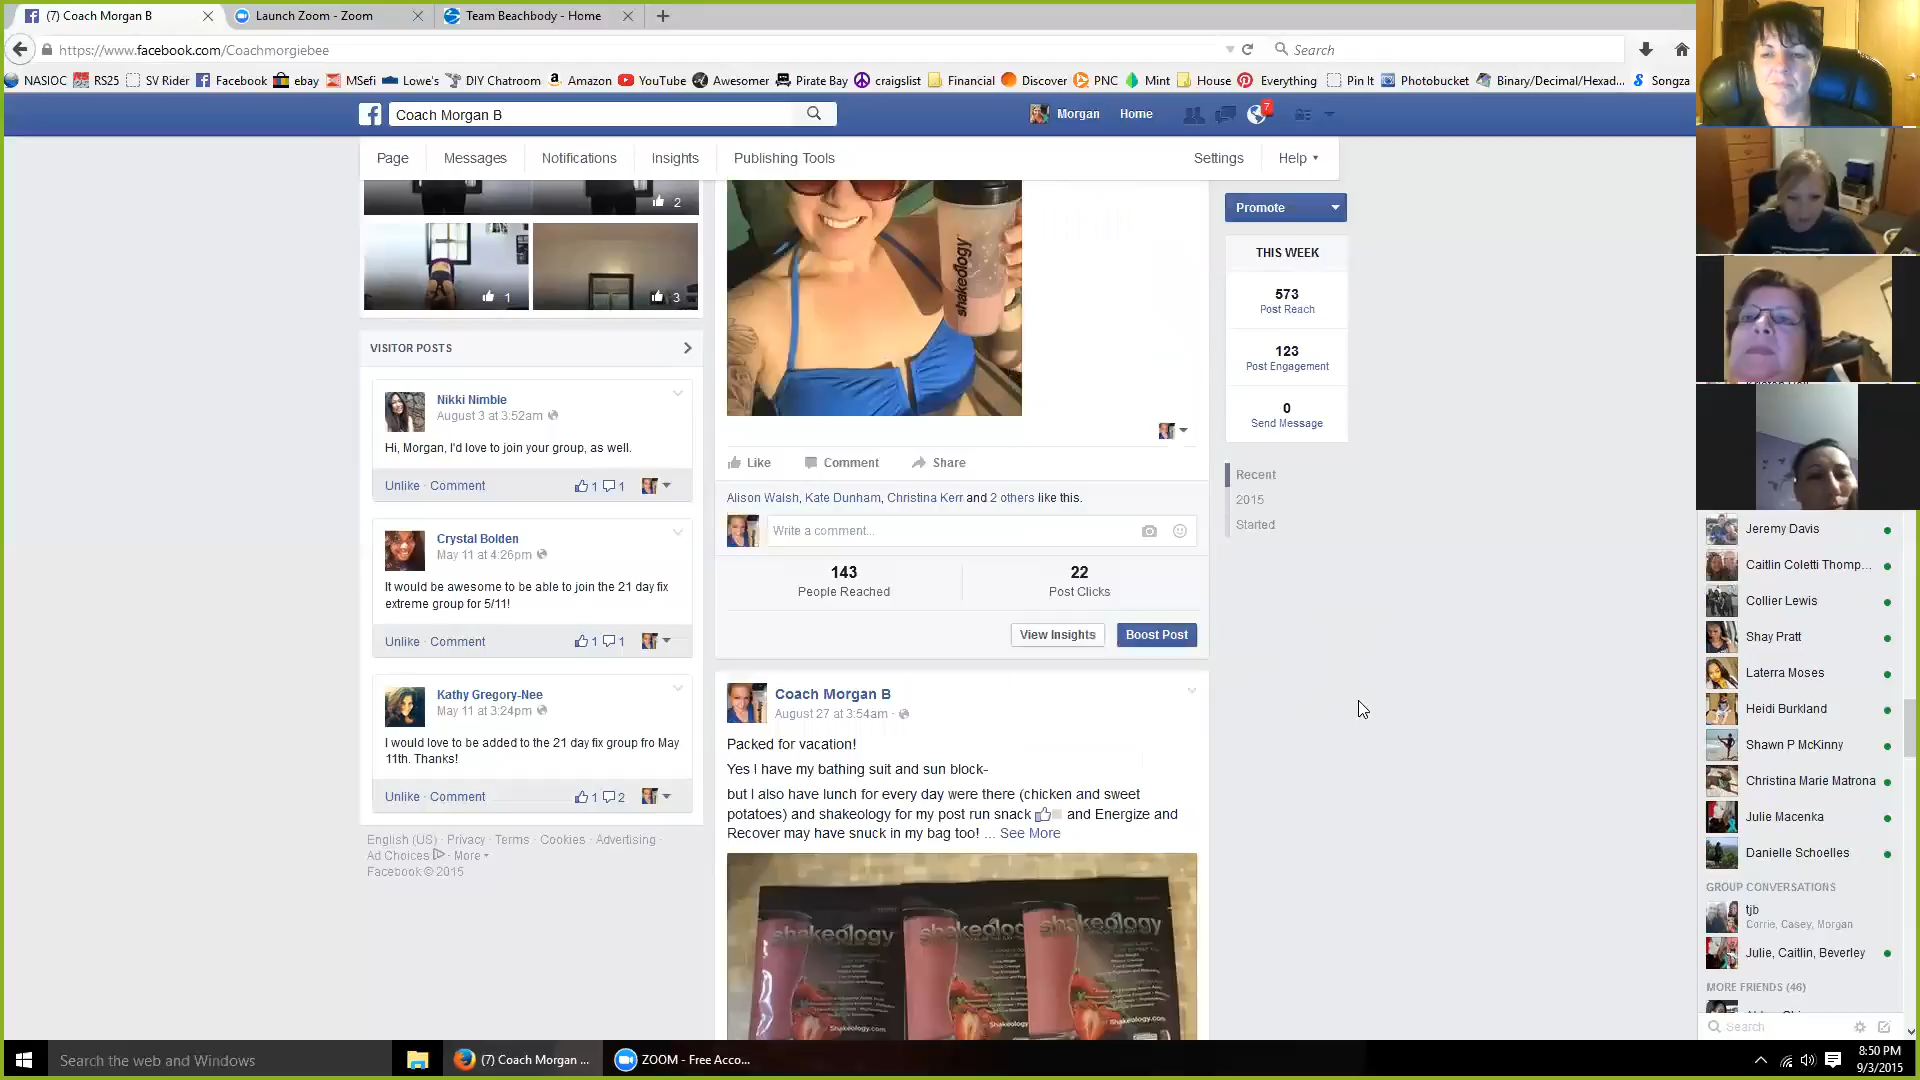 (7) Coach Morgan B
Launch Zoom - Zoom
Team Beachbody - Home
https://www.facebook.com/Coachmorgiebee
Search
NASIOC RS25 SV Rider Facebook ebay MSefi Lowe's DIY Chatroom Amazon YouTube Awesomer Pirate Bay craigslist Financial Discover PNC Mint House Everything Pin It Photobucket Binary/Decimal/Hexad... Songza
Coach Morgan B
Morgan Home 7
Page Messages Notifications Insights Publishing Tools Settings Help
2
1
3
VISITOR POSTS
Nikki Nimble
August 3 at 3:52am
Hi, Morgan, I'd love to join your group, as well.
Unlike · Comment 1 1
Crystal Bolden
May 11 at 4:26pm
It would be awesome to be able to join the 21 day fix
extreme group for 5/11!
Unlike · Comment 1 1
Kathy Gregory-Nee
May 11 at 3:24pm
I would love to be added to the 21 day fix group fro May
11th. Thanks!
Unlike · Comment 1 2
English (US) · Privacy · Terms · Cookies · Advertising ·
Ad Choices · More
Facebook © 2015
shakeology
Like Comment Share
Alison Walsh, Kate Dunham, Christina Kerr and 2 others like this.
Write a comment...
143
People Reached
22
Post Clicks
View Insights
Boost Post
Coach Morgan B
August 27 at 3:54am ·
Packed for vacation!
Yes I have my bathing suit and sun block-
but I also have lunch for every day were there (chicken and sweet
potatoes) and shakeology for my post run snack and Energize and
Recover may have snuck in my bag too! ... See More
shakeology shakeology shakeology
Shakeology.com
Shakeology.com
Promote
THIS WEEK
573
Post Reach
123
Post Engagement
0
Send Message
Recent
2015
Started
Jeremy Davis
Caitlin Coletti Thomp...
Collier Lewis
Shay Pratt
Laterra Moses
Heidi Burkland
Shawn P McKinny
Christina Marie Matrona
Julie Macenka
Danielle Schoelles
GROUP CONVERSATIONS
tjb
Corrie, Casey, Morgan
Julie, Caitlin, Beverley
MORE FRIENDS (46)
Search
Search the web and Windows
(7) Coach Morgan ...
ZOOM - Free Acco...
8:50 PM
9/3/2015